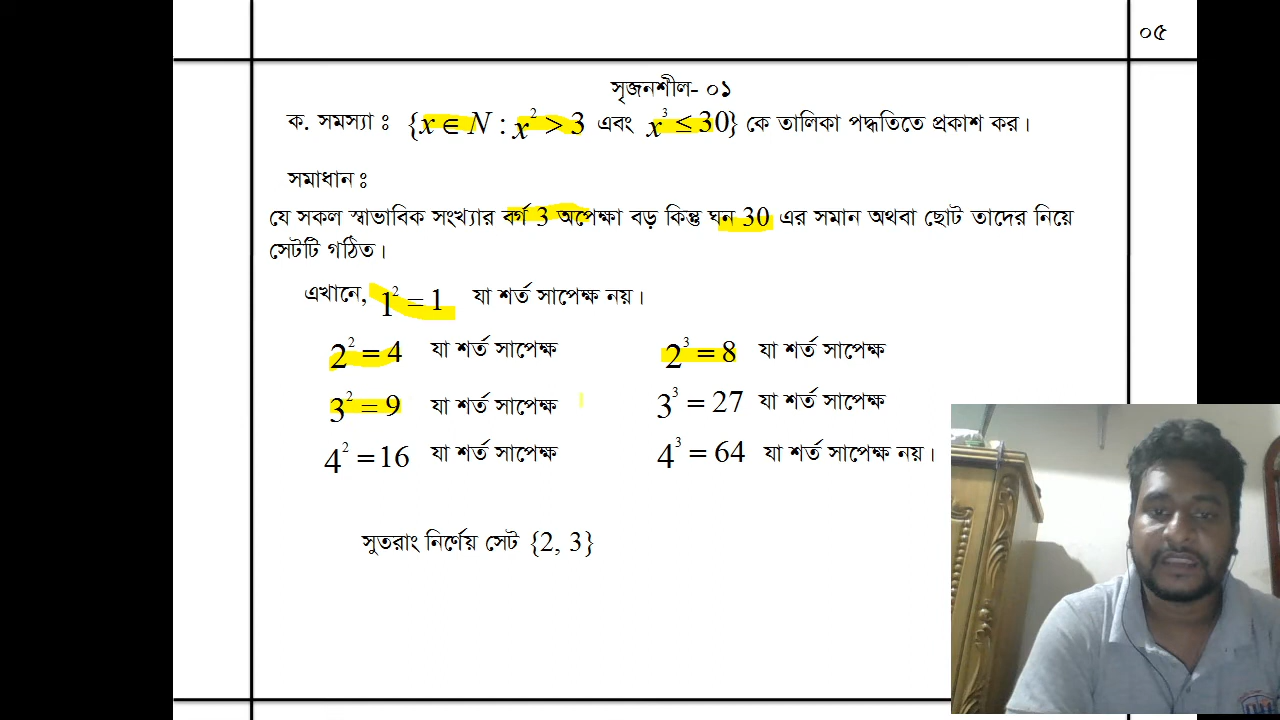 ০৫
সৃজনশীল- ০১
ক. সমস্যা ঃ {x ∈ N : x² > 3 এবং x³ ≤ 30} কে তালিকা পদ্ধতিতে প্রকাশ কর।
সমাধান ঃ
যে সকল স্বাভাবিক সংখ্যার বর্গ 3 অপেক্ষা বড় কিন্তু ঘন 30 এর সমান অথবা ছোট তাদের নিয়ে
সেটটি গঠিত।
এখানে, 1² = 1 যা শর্ত সাপেক্ষ নয়।
2² = 4 যা শর্ত সাপেক্ষ 2³ = 8 যা শর্ত সাপেক্ষ
3² = 9 যা শর্ত সাপেক্ষ 3³ = 27 যা শর্ত সাপেক্ষ
4² = 16 যা শর্ত সাপেক্ষ 4³ = 64 যা শর্ত সাপেক্ষ নয়।
সুতরাং নির্ণেয় সেট {2, 3}